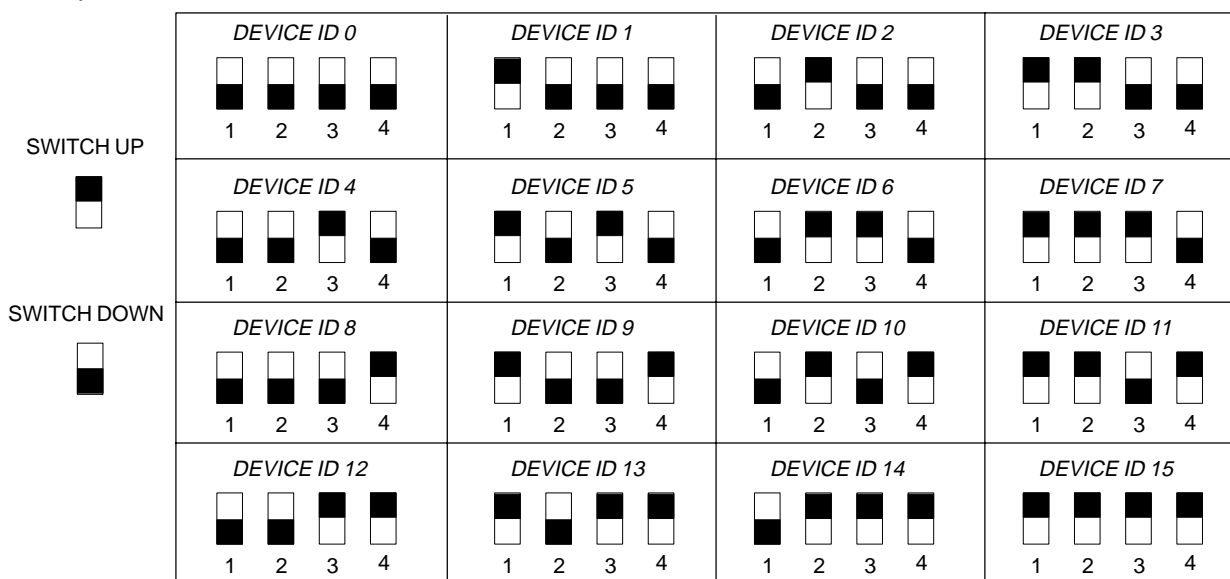 DEVICE ID 0 DEVICE ID 1 DEVICE ID 2 DEVICE ID 3
1 2 3 4 1 2 3 4 1 2 3 4 1 2 3 4
SWITCH UP
DEVICE ID 4 DEVICE ID 5 DEVICE ID 6 DEVICE ID 7
1 2 3 4 1 2 3 4 1 2 3 4 1 2 3 4
SWITCH DOWN
DEVICE ID 8 DEVICE ID 9 DEVICE ID 10 DEVICE ID 11
1 2 3 4 1 2 3 4 1 2 3 4 1 2 3 4
DEVICE ID 12 DEVICE ID 13 DEVICE ID 14 DEVICE ID 15
1 2 3 4 1 2 3 4 1 2 3 4 1 2 3 4